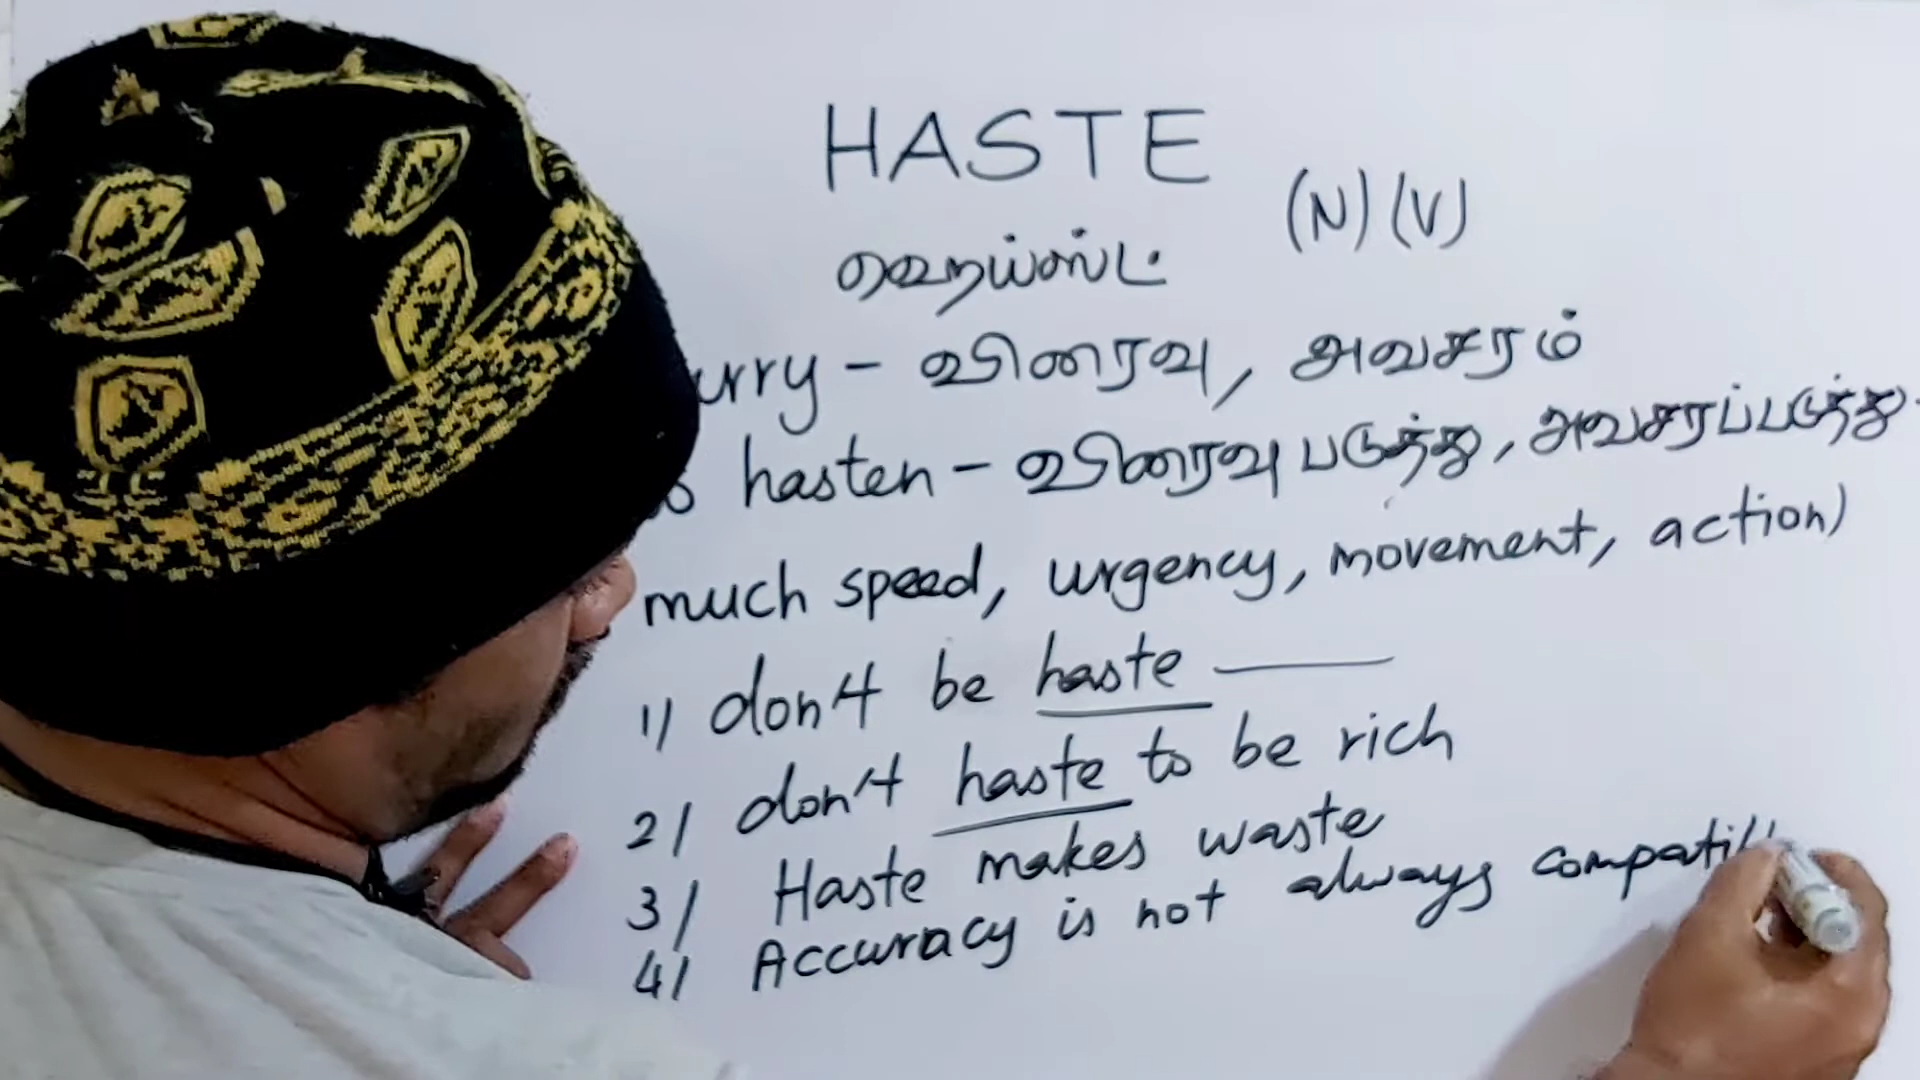 HASTE
(N) (V)
ஹெய்ஸ்ட்
urry - விரைவு, அவசரம்
hasten - விரைவு படுத்து, அவசரப்படுத்து
much speed, urgency, movement, action)
1) don't be haste ———
2) don't haste to be rich
3) Haste makes waste
4) Accuracy is not always compatib